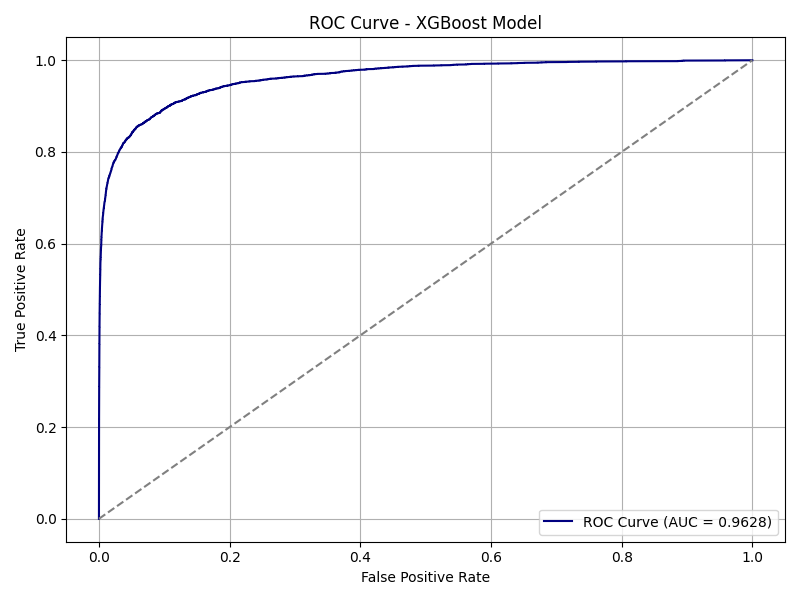 ROC Curve - XGBoost Model
True Positive Rate
1.0
0.8
0.6
0.4
0.2
0.0
ROC Curve (AUC = 0.9628)
0.0 0.2 0.4 0.6 0.8 1.0
False Positive Rate